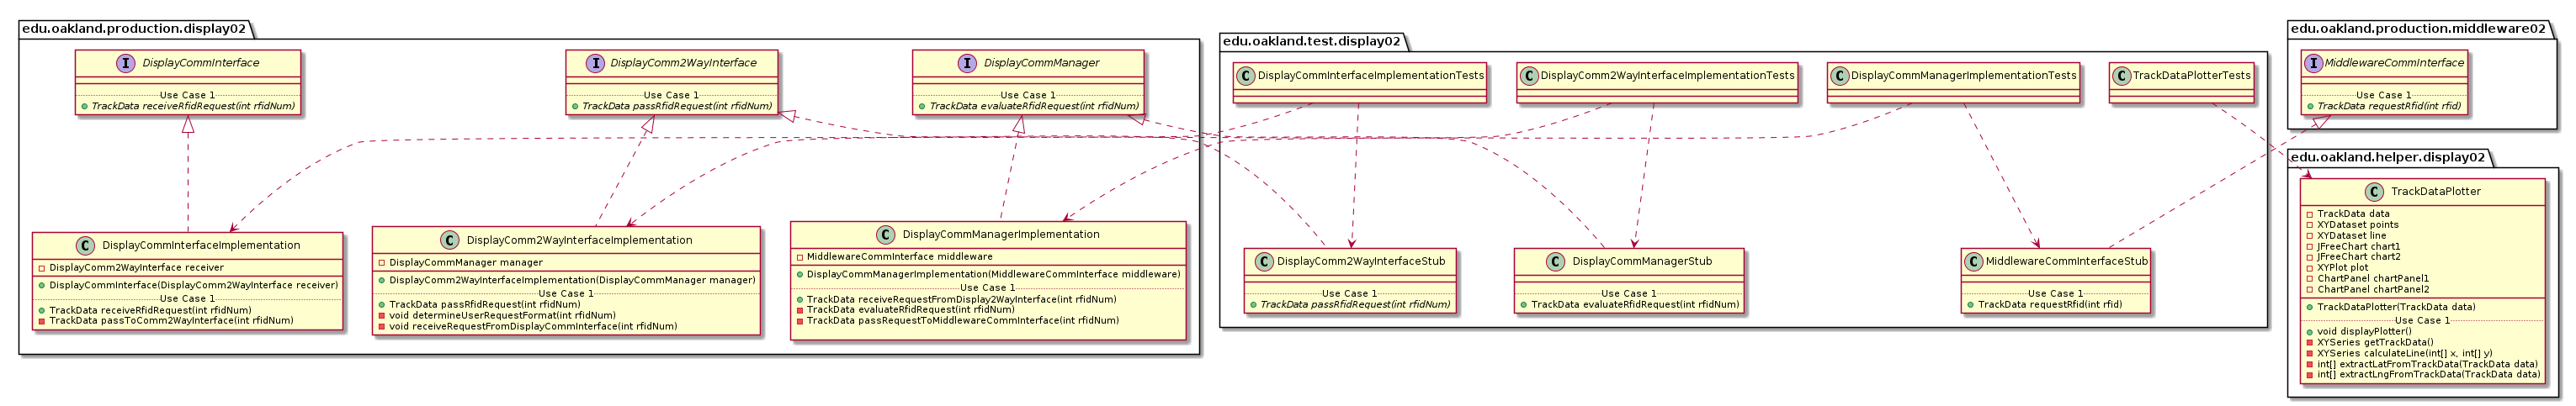 edu.oakland.production.display02
I DisplayCommInterface
Use Case 1
TrackData receiveRfidRequest(int rfidNum)
I DisplayComm2WayInterface
Use Case 1
TrackData passRfidRequest(int rfidNum)
I DisplayCommManager
Use Case 1
TrackData evaluateRfidRequest(int rfidNum)
C DisplayCommInterfaceImplementation
DisplayComm2WayInterface receiver
DisplayCommInterface(DisplayComm2WayInterface receiver)
Use Case 1
TrackData receiveRfidRequest(int rfidNum)
TrackData passToComm2WayInterface(int rfidNum)
C DisplayComm2WayInterfaceImplementation
DisplayCommManager manager
DisplayComm2WayInterfaceImplementation(DisplayCommManager manager)
Use Case 1
TrackData passRfidRequest(int rfidNum)
void determineUserRequestFormat(int rfidNum)
void receiveRequestFromDisplayCommInterface(int rfidNum)
C DisplayCommManagerImplementation
MiddlewareCommInterface middleware
DisplayCommManagerImplementation(MiddlewareCommInterface middleware)
Use Case 1
TrackData receiveRequestFromDisplay2WayInterface(int rfidNum)
TrackData evaluateRfidRequest(int rfidNum)
TrackData passRequestToMiddlewareCommInterface(int rfidNum)
edu.oakland.test.display02
C DisplayCommInterfaceImplementationTests
C DisplayComm2WayInterfaceImplementationTests
C DisplayCommManagerImplementationTests
C TrackDataPlotterTests
C DisplayComm2WayInterfaceStub
Use Case 1
TrackData passRfidRequest(int rfidNum)
C DisplayCommManagerStub
Use Case 1
TrackData evaluateRfidRequest(int rfidNum)
C MiddlewareCommInterfaceStub
Use Case 1
TrackData requestRfid(int rfid)
edu.oakland.production.middleware02
I MiddlewareCommInterface
Use Case 1
TrackData requestRfid(int rfid)
edu.oakland.helper.display02
C TrackDataPlotter
TrackData data
XYDataset points
XYDataset line
JFreeChart chart1
JFreeChart chart2
XYPlot plot
ChartPanel chartPanel1
ChartPanel chartPanel2
TrackDataPlotter(TrackData data)
Use Case 1
void displayPlotter()
XYSeries getTrackData()
XYSeries calculateLine(int[] x, int[] y)
int[] extractLatFromTrackData(TrackData data)
int[] extractLngFromTrackData(TrackData data)